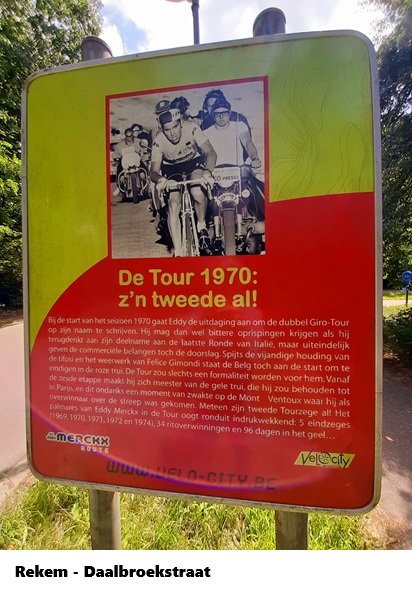 PRESSE
De Tour 1970:
z'n tweede al!
Bij de start van het seizoen 1970 gaat Eddy de uitdaging aan om de dubbel Giro-Tour
op zijn naam te schrijven. Hij mag dan wel bittere oprispingen krijgen als hij
terugdenkt aan zijn deelname aan de laatste Ronde van Italië, maar uiteindelijk
geven de commerciële belangen toch de doorslag. Spijts de vijandige houding van
de tifosi en het weerwerk van Felice Gimondi staat de Belg toch aan de start om te
eindigen in de roze trui. De Tour zou slechts een formaliteit worden voor hem. Vanaf
de zesde etappe maakt hij zich meester van de gele trui, die hij zou behouden tot
in Parijs, en dit ondanks een moment van zwakte op de Mont Ventoux waar hij als
overwinnaar over de streep was gekomen. Meteen zijn tweede Tourzege al! Het
palmares van Eddy Merckx in de Tour oogt ronduit indrukwekkend: 5 eindzeges
(1969, 1970, 1971, 1972 en 1974), 34 ritoverwinningen en 96 dagen in het geel…
MERCKX
ROUTE
Velocity
WWW.VELO-CITY.BE
Rekem - Daalbroekstraat